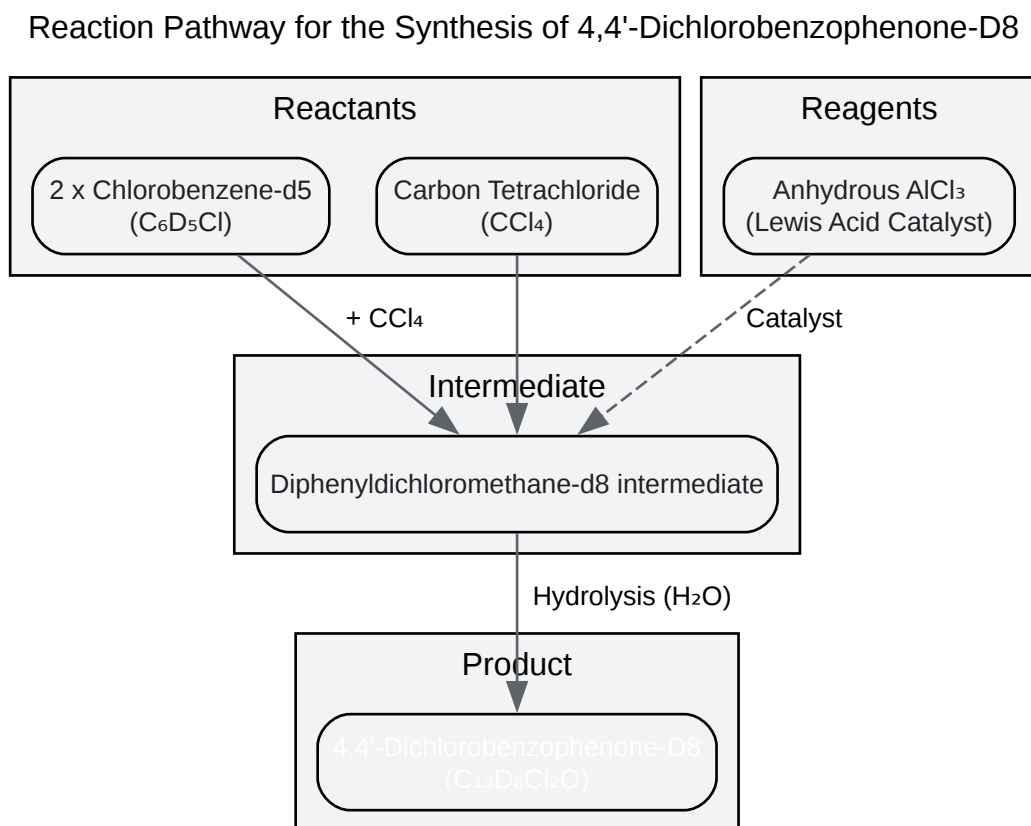 Reaction Pathway for the Synthesis of 4,4'-Dichlorobenzophenone-D8
Reactants
Reagents
2 x Chlorobenzene-d5
(C₆D₅Cl)
Carbon Tetrachloride
(CCl₄)
Anhydrous AlCl₃
(Lewis Acid Catalyst)
+ CCl₄
Catalyst
Intermediate
Diphenyldichloromethane-d8 intermediate
Hydrolysis (H₂O)
Product
4,4'-Dichlorobenzophenone-D8
(C₁₃D₈Cl₂O)